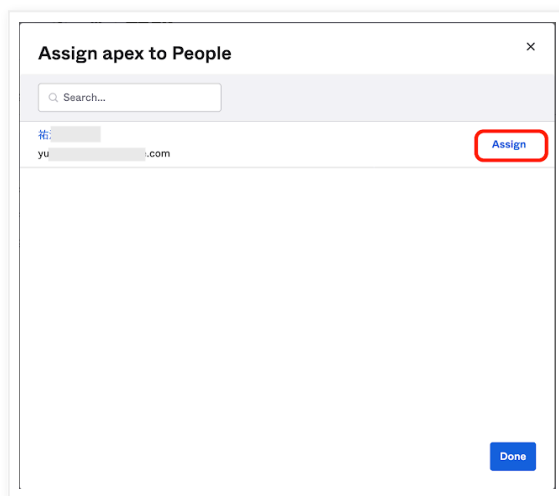 Assign apex to People
Search...
祐
Assign
yu .com
Done